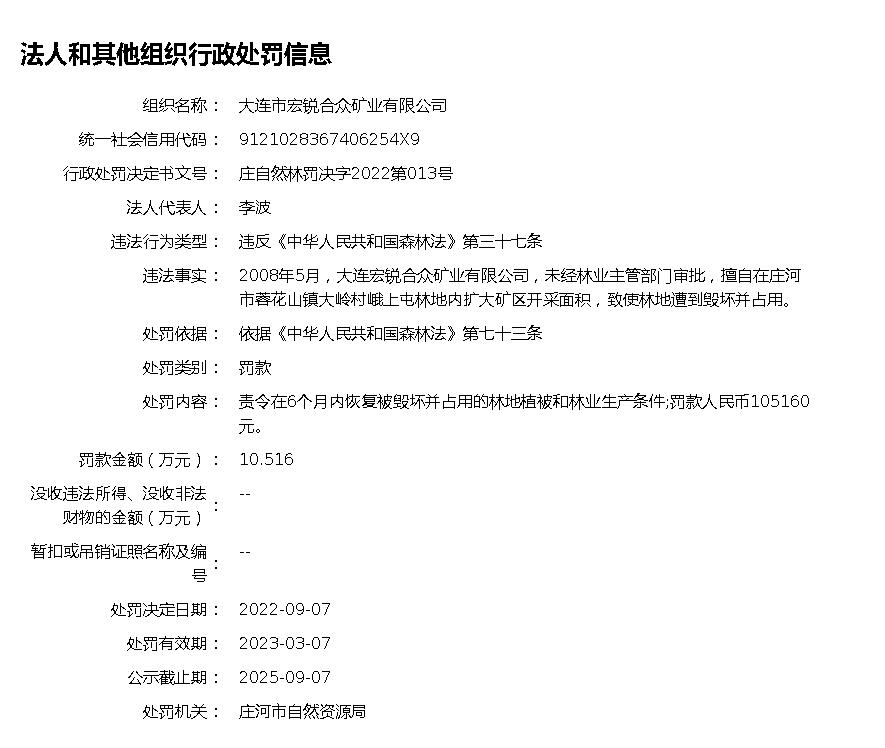 法人和其他组织行政处罚信息
组织名称： 大连市宏锐合众矿业有限公司
统一社会信用代码： 9121028367406254X9
行政处罚决定书文号： 庄自然林罚决字2022第013号
法人代表人： 李波
违法行为类型： 违反《中华人民共和国森林法》第三十七条
违法事实： 2008年5月，大连宏锐合众矿业有限公司，未经林业主管部门审批，擅自在庄河
市蓉花山镇大岭村峨上屯林地内扩大矿区开采面积，致使林地遭到毁坏并占用。
处罚依据： 依据《中华人民共和国森林法》第七十三条
处罚类别： 罚款
处罚内容： 责令在6个月内恢复被毁坏并占用的林地植被和林业生产条件;罚款人民币105160
元。
罚款金额（万元）： 10.516
没收违法所得、没收非法
财物的金额（万元）： --
暂扣或吊销证照名称及编
号： --
处罚决定日期： 2022-09-07
处罚有效期： 2023-03-07
公示截止期： 2025-09-07
处罚机关： 庄河市自然资源局